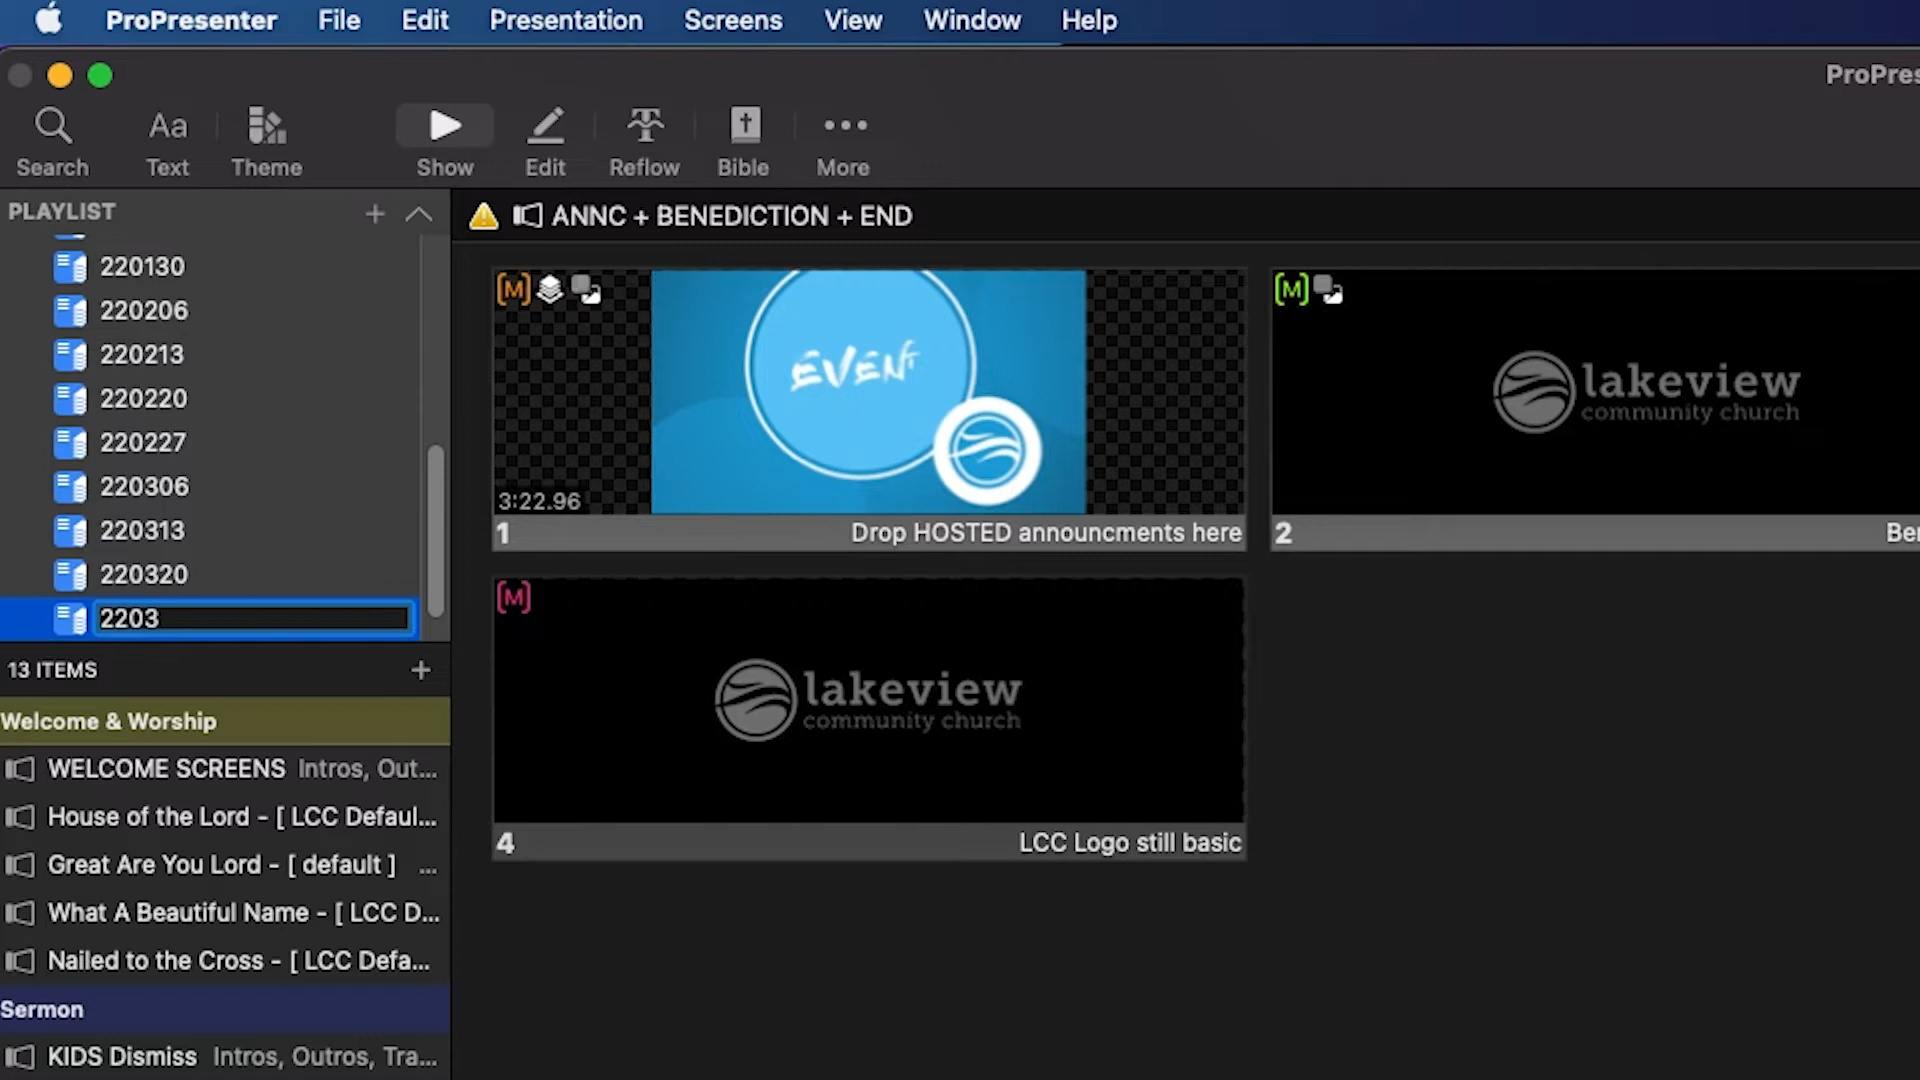 ProPresenter File Edit Presentation Screens View Window Help
ProPres
Search Aa Text Theme Show Edit Reflow Bible More
PLAYLIST
220130
220206
220213
220220
220227
220306
220313
220320
2203
13 ITEMS
Welcome & Worship
WELCOME SCREENS Intros, Out...
House of the Lord - [ LCC Defaul...
Great Are You Lord - [ default ] ...
What A Beautiful Name - [ LCC D...
Nailed to the Cross - [ LCC Defa...
Sermon
KIDS Dismiss Intros, Outros, Tra...
ANNC + BENEDICTION + END
[M]
EVENT
3:22.96
1 Drop HOSTED announcments here
[M]
lakeview
community church
2 Ber
[M]
lakeview
community church
4 LCC Logo still basic